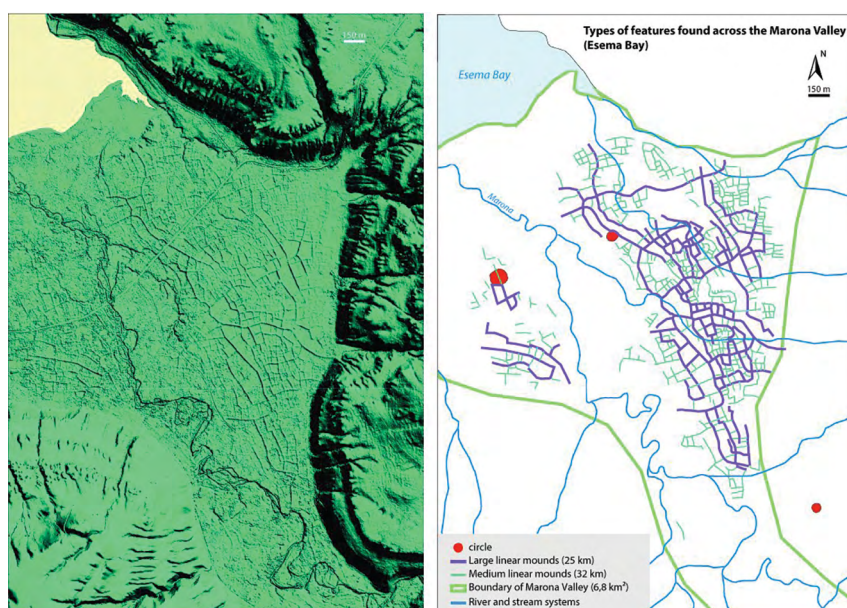 150 m
Types of features found across the Marona Valley
(Esema Bay)
Esema Bay
N
150 m
Marona
circle
Large linear mounds (25 km)
Medium linear mounds (32 km)
Boundary of Marona Valley (6,8 km²)
River and stream systems